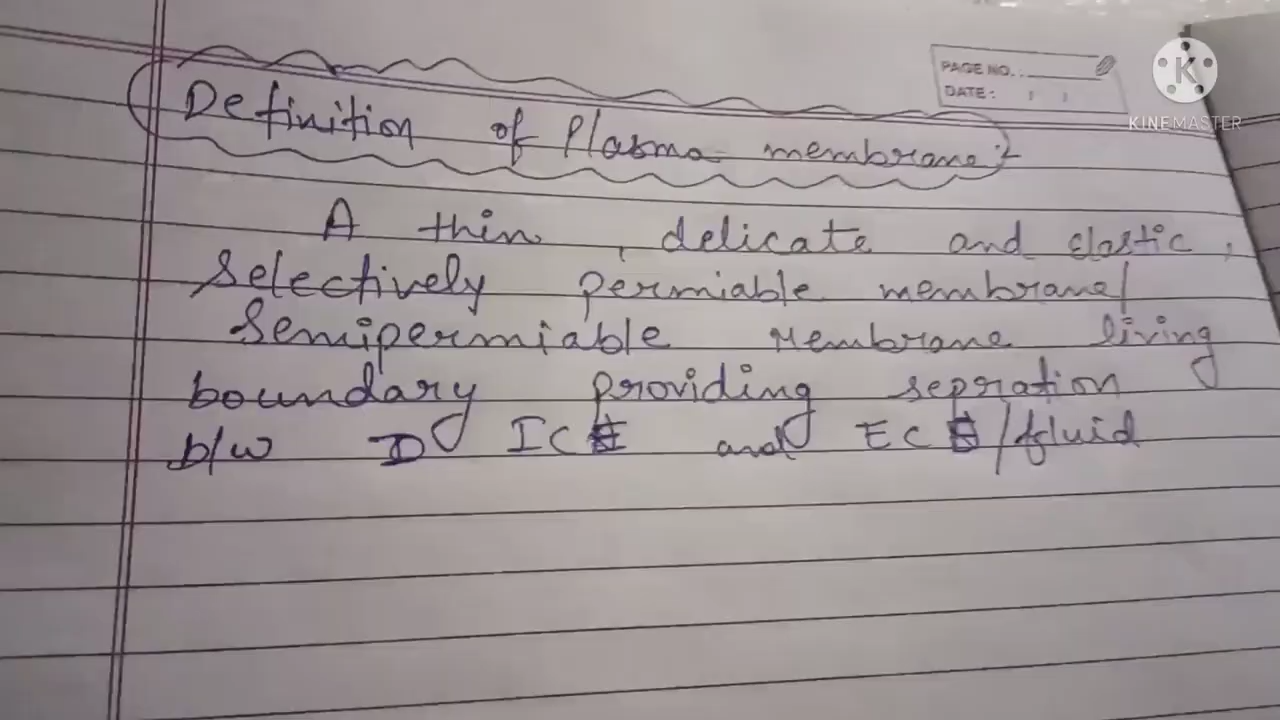 PAGE NO.:
DATE: / /
KINEMASTER
Definition of Plasma membrane:-
A thin, delicate and elastic,
Selectively permiable membrane/
Semipermiable membrane living
boundary providing sepration
b/w IC and EC /fluid